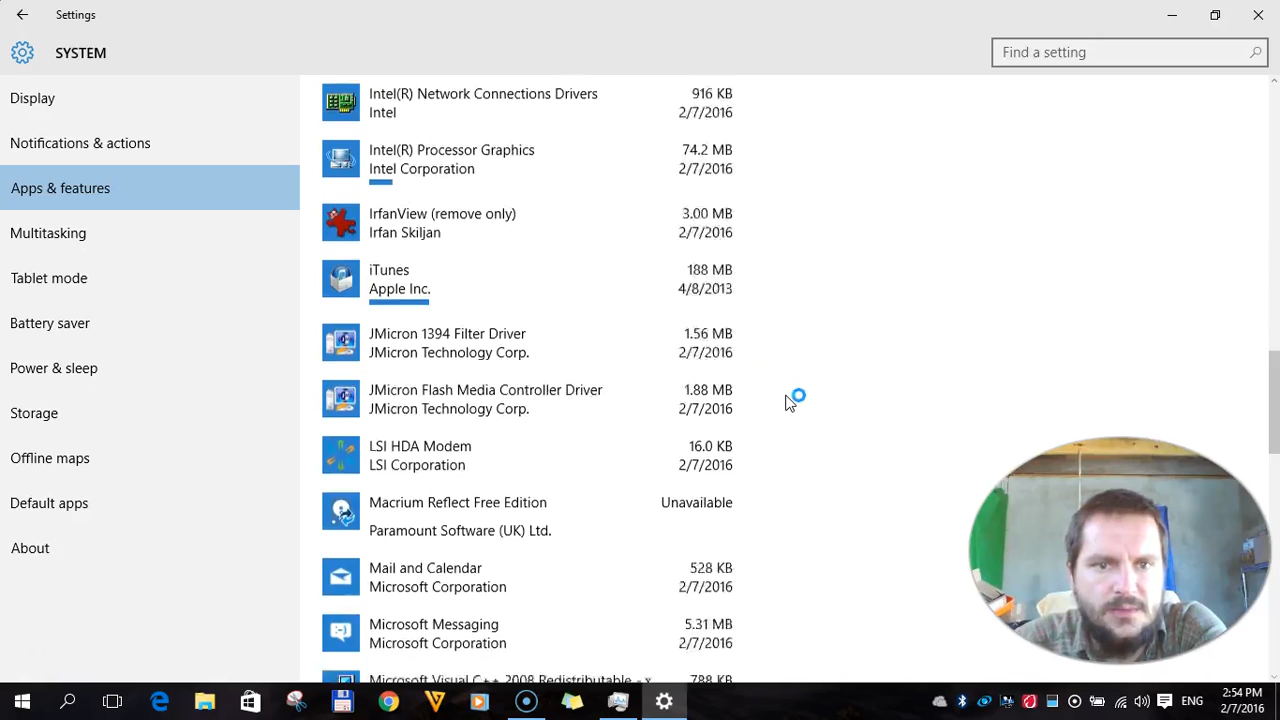 Settings
SYSTEM
Find a setting
Display
Notifications & actions
Apps & features
Multitasking
Tablet mode
Battery saver
Power & sleep
Storage
Offline maps
Default apps
About
Intel(R) Network Connections Drivers 916 KB
Intel 2/7/2016
Intel(R) Processor Graphics 74.2 MB
Intel Corporation 2/7/2016
IrfanView (remove only) 3.00 MB
Irfan Skiljan 2/7/2016
iTunes 188 MB
Apple Inc. 4/8/2013
JMicron 1394 Filter Driver 1.56 MB
JMicron Technology Corp. 2/7/2016
JMicron Flash Media Controller Driver 1.88 MB
JMicron Technology Corp. 2/7/2016
LSI HDA Modem 16.0 KB
LSI Corporation 2/7/2016
Macrium Reflect Free Edition Unavailable
Paramount Software (UK) Ltd.
Mail and Calendar 528 KB
Microsoft Corporation 2/7/2016
Microsoft Messaging 5.31 MB
Microsoft Corporation 2/7/2016
Microsoft Visual C++ 2008 Redistributable - x 788 KB
ENG
2:54 PM
2/7/2016